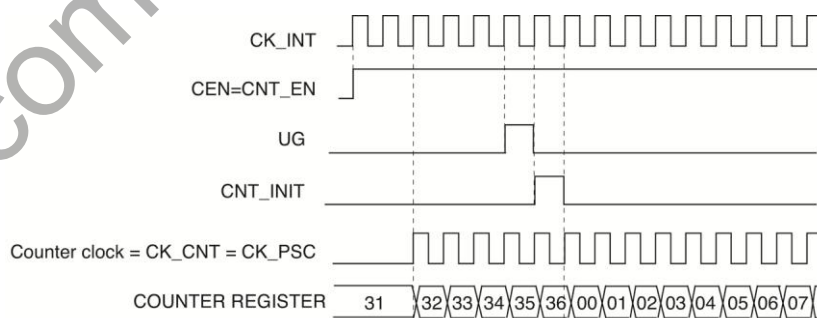 com
CK_INT
CEN=CNT_EN
UG
CNT_INIT
Counter clock = CK_CNT = CK_PSC
COUNTER REGISTER 31 32 33 34 35 36 00 01 02 03 04 05 06 07